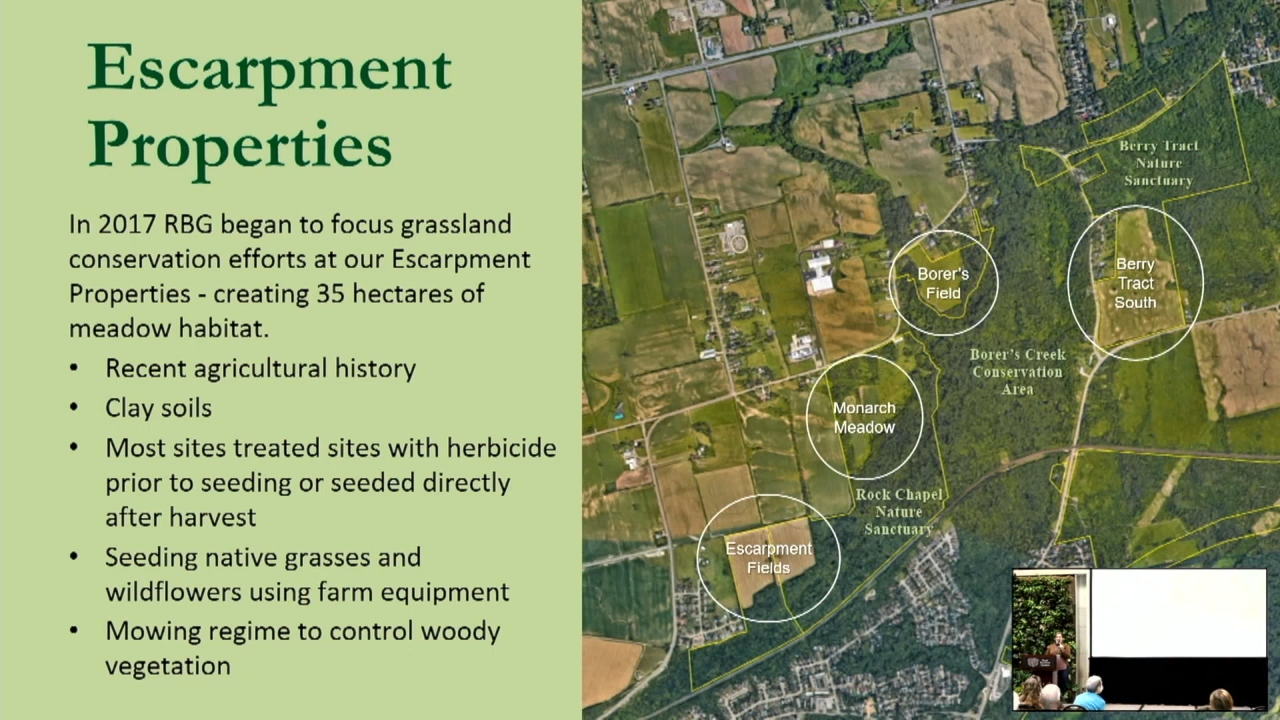 Escarpment
Properties
In 2017 RBG began to focus grassland
conservation efforts at our Escarpment
Properties - creating 35 hectares of
meadow habitat.
• Recent agricultural history
• Clay soils
• Most sites treated sites with herbicide
prior to seeding or seeded directly
after harvest
• Seeding native grasses and
wildflowers using farm equipment
• Mowing regime to control woody
vegetation
Berry Tract
Nature
Sanctuary
Borer's
Field
Berry
Tract
South
Borer's Creek
Conservation
Area
Monarch
Meadow
Rock Chapel
Nature
Sanctuary
Escarpment
Fields